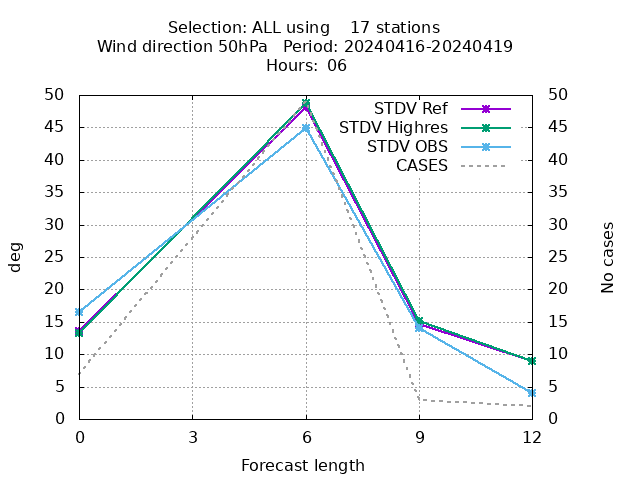 Selection: ALL using    17 stations
Wind direction 50hPa   Period: 20240416-20240419
Hours: 06
STDV Ref
STDV Highres
STDV OBS
CASES
deg
50
45
40
35
30
25
20
15
10
5
0
No cases
50
45
40
35
30
25
20
15
10
5
0
0 3 6 9 12
Forecast length